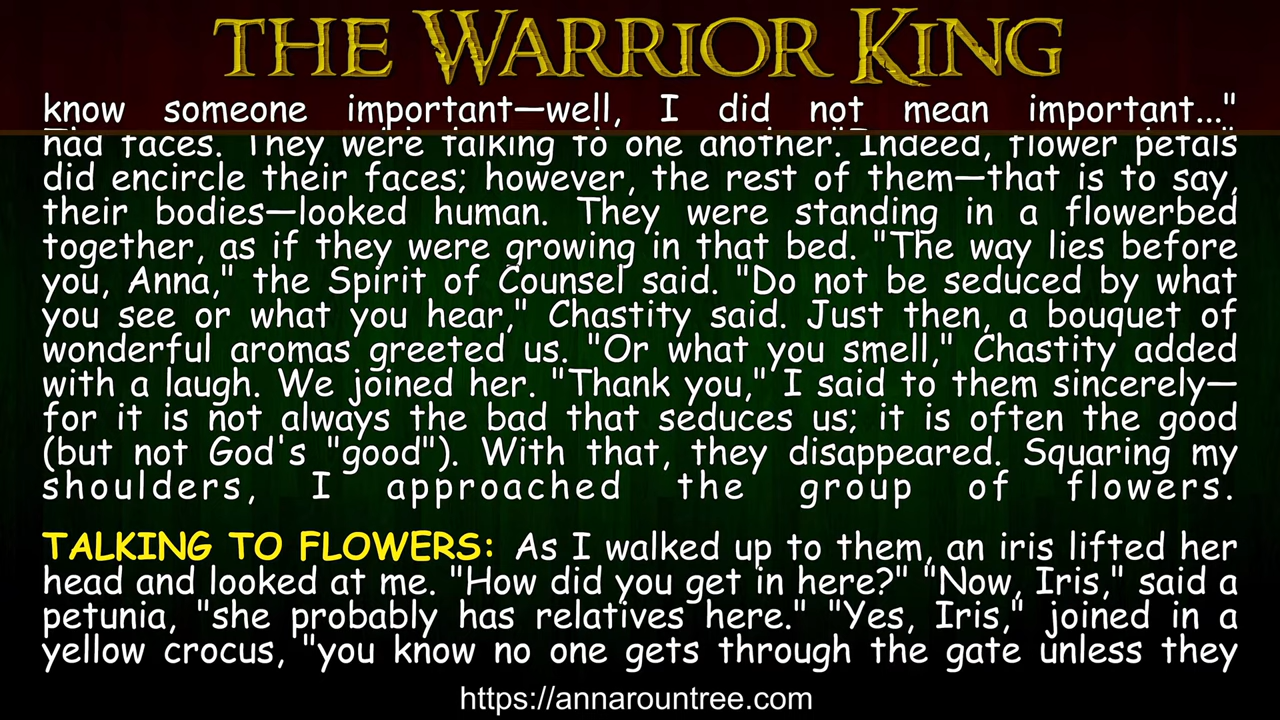 THE WARRIOR KING
know someone important—well, I did not mean important..."
had faces. They were talking to one another. "Indeed, flower petals
did encircle their faces; however, the rest of them—that is to say,
their bodies—looked human. They were standing in a flowerbed
together, as if they were growing in that bed. "The way lies before
you, Anna," the Spirit of Counsel said. "Do not be seduced by what
you see or what you hear," Chastity said. Just then, a bouquet of
wonderful aromas greeted us. "Or what you smell," Chastity added
with a laugh. We joined her. "Thank you," I said to them sincerely—
for it is not always the bad that seduces us; it is often the good
(but not God's "good"). With that, they disappeared. Squaring my
shoulders, I approached the group of flowers.
TALKING TO FLOWERS: As I walked up to them, an iris lifted her
head and looked at me. "How did you get in here?" "Now, Iris," said a
petunia, "she probably has relatives here." "Yes, Iris," joined in a
yellow crocus, "you know no one gets through the gate unless they
https://annarountree.com